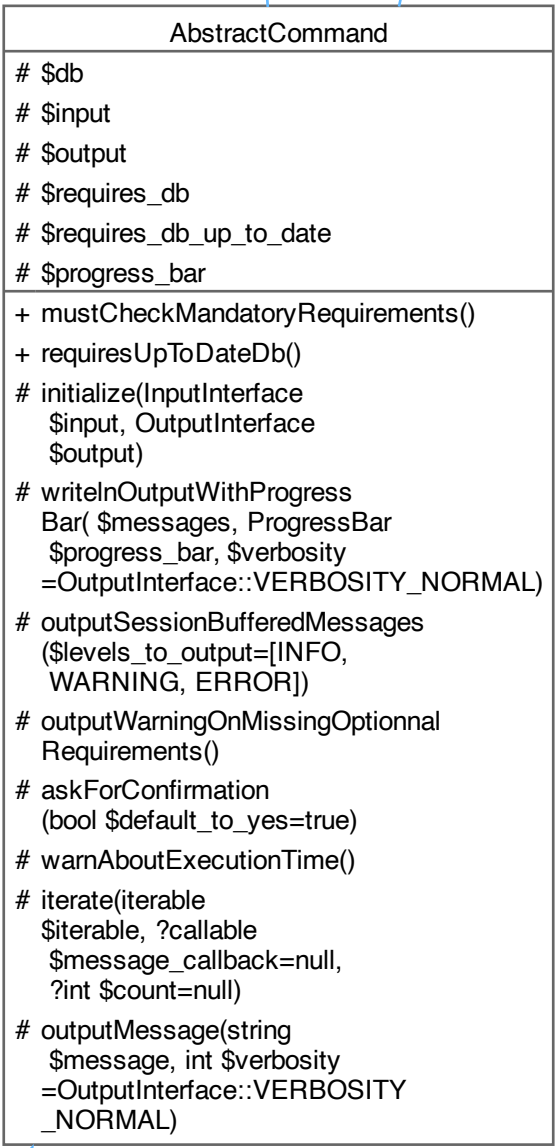 AbstractCommand
# $db
# $input
# $output
# $requires_db
# $requires_db_up_to_date
# $progress_bar
+ mustCheckMandatoryRequirements()
+ requiresUpToDateDb()
# initialize(InputInterface
$input, OutputInterface
$output)
# writelnOutputWithProgress
Bar( $messages, ProgressBar
$progress_bar, $verbosity
=OutputInterface::VERBOSITY_NORMAL)
# outputSessionBufferedMessages
($levels_to_output=[INFO,
WARNING, ERROR])
# outputWarningOnMissingOptionnal
Requirements()
# askForConfirmation
(bool $default_to_yes=true)
# warnAboutExecutionTime()
# iterate(iterable
$iterable, ?callable
$message_callback=null,
?int $count=null)
# outputMessage(string
$message, int $verbosity
=OutputInterface::VERBOSITY
_NORMAL)